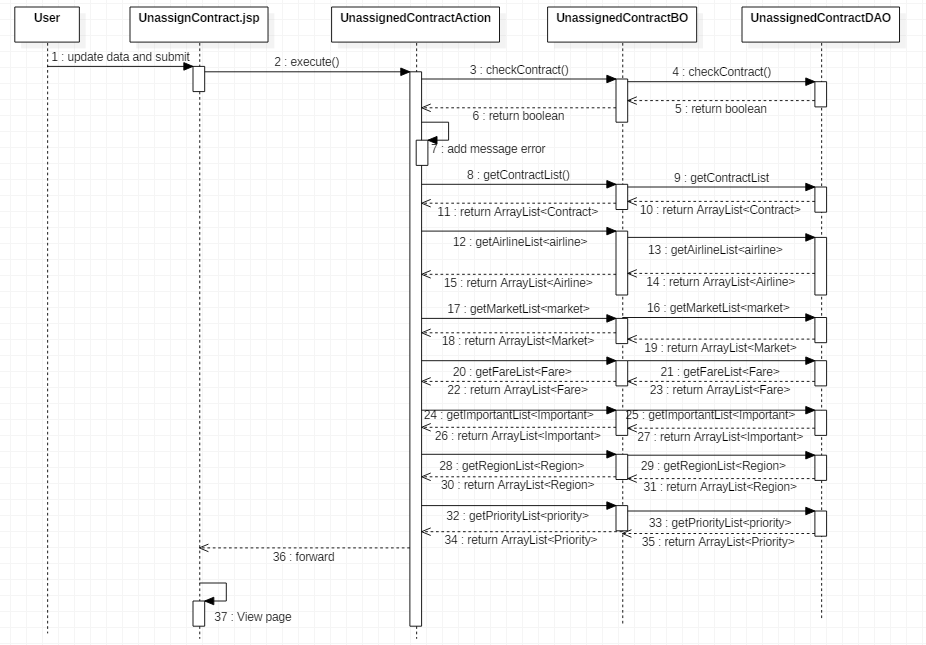 User
UnassignContract.jsp
UnassignedContractAction
UnassignedContractBO
UnassignedContractDAO
1 : update data and submit
2 : execute()
3 : checkContract()
4 : checkContract()
5 : return boolean
6 : return boolean
7 : add message error
8 : getContractList()
9 : getContractList
10 : return ArrayList<Contract>
11 : return ArrayList<Contract>
12 : getAirlineList<airline>
13 : getAirlineList<airline>
14 : return ArrayList<Airline>
15 : return ArrayList<Airline>
17 : getMarketList<market>
16 : getMarketList<market>
18 : return ArrayList<Market>
19 : return ArrayList<Market>
20 : getFareList<Fare>
21 : getFareList<Fare>
22 : return ArrayList<Fare>
23 : return ArrayList<Fare>
24 : getImportantList<Important>
25 : getImportantList<Important>
26 : return ArrayList<Important>
27 : return ArrayList<Important>
28 : getRegionList<Region>
29 : getRegionList<Region>
30 : return ArrayList<Region>
31 : return ArrayList<Region>
32 : getPriorityList<priority>
33 : getPriorityList<priority>
34 : return ArrayList<Priority>
35 : return ArrayList<Priority>
36 : forward
37 : View page